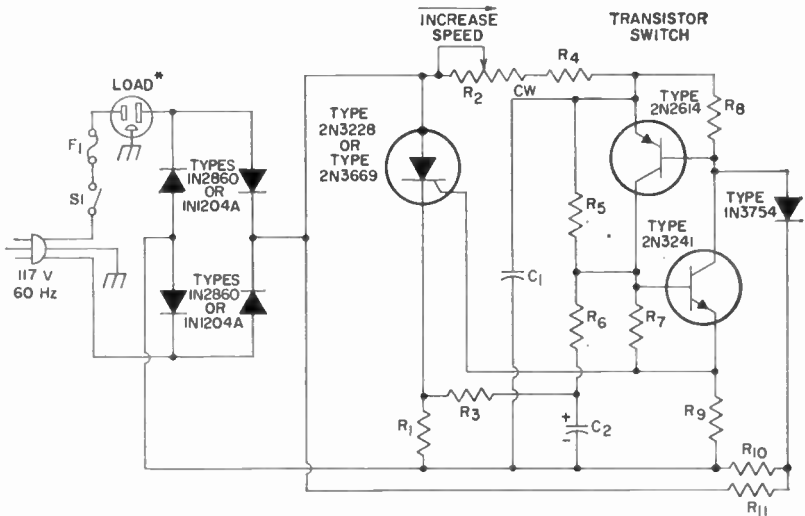 INCREASE
SPEED
TRANSISTOR
SWITCH
LOAD*
R2
R4
CW
TYPE
2N2614
R8
F1
TYPE
2N3228
OR
TYPE
2N3669
TYPES
1N2860
OR
1N1204A
S1
R5
TYPE
1N3754
TYPE
2N3241
117 V
60 Hz
TYPES
1N2860
OR
1N1204A
C1
R6
R7
R1
R3
+
-
C2
R9
R10
R11